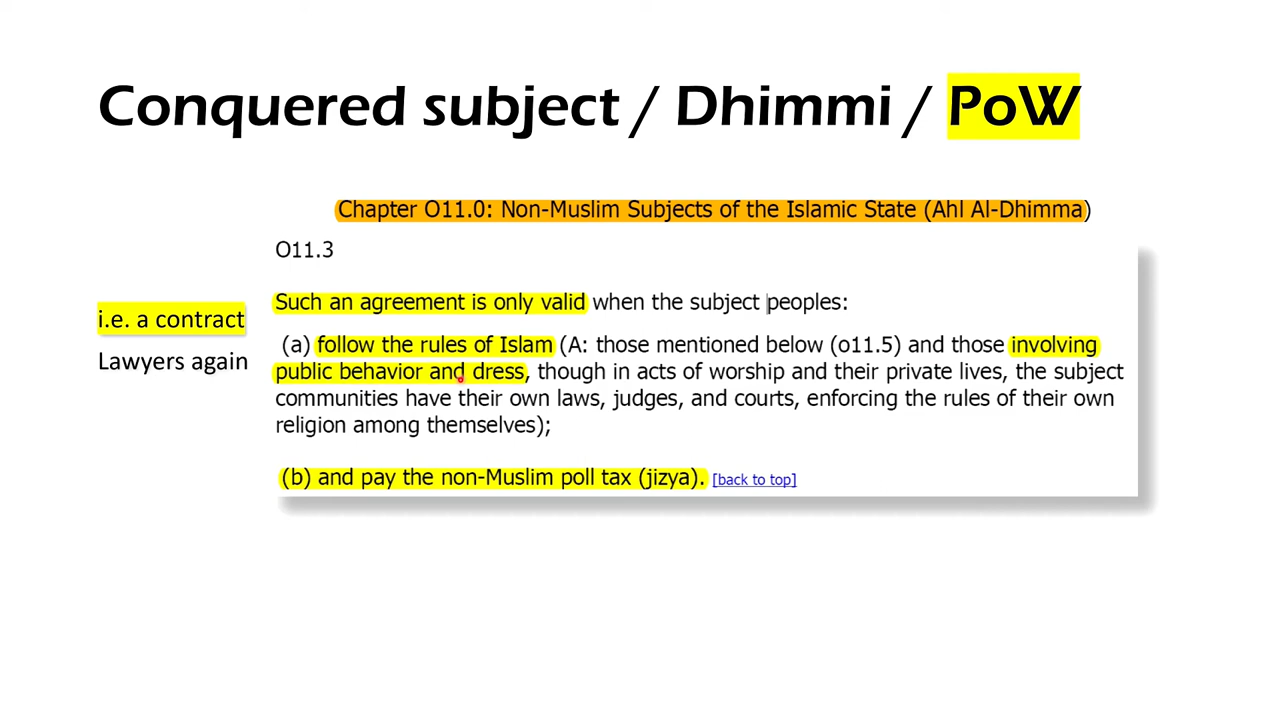 Conquered subject / Dhimmi / PoW
Chapter O11.0: Non-Muslim Subjects of the Islamic State (Ahl Al-Dhimma)
O11.3
Such an agreement is only valid when the subject peoples:
i.e. a contract
Lawyers again
(a) follow the rules of Islam (A: those mentioned below (o11.5) and those involving
public behavior and dress, though in acts of worship and their private lives, the subject
communities have their own laws, judges, and courts, enforcing the rules of their own
religion among themselves);
(b) and pay the non-Muslim poll tax (jizya). [back to top]